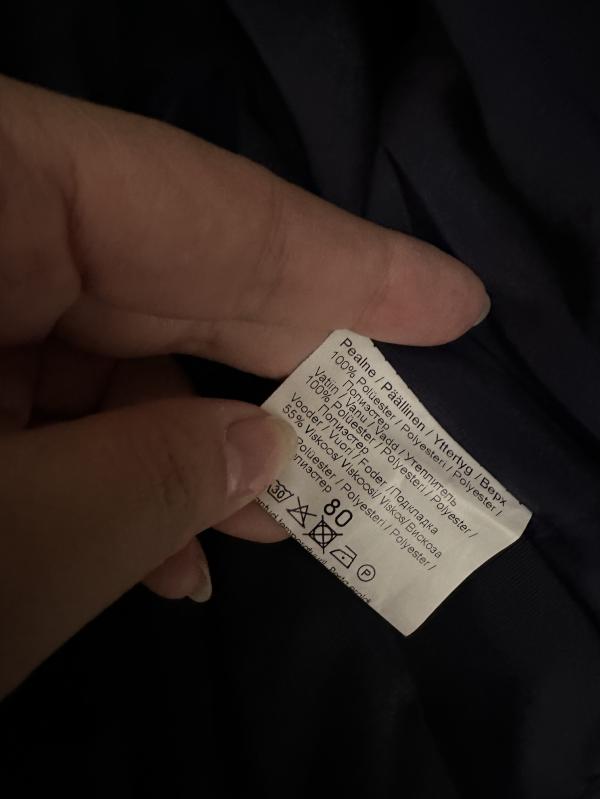 Pealne / Päällinen / Yttertyg / Верх
100% Polüester / Polyesteri / Polyester /
Полиэстер
Vatiin / Vanu / Vadd / Утеплитель
100% Polüester / Polyesteri / Polyester /
Полиэстер
Vooder / Vuori / Foder / Подкладка
55% Viskoos/ Viskoosi/ Viskos/ Вискоза
Polüester / Polyesteri / Polyester /
80
30
P